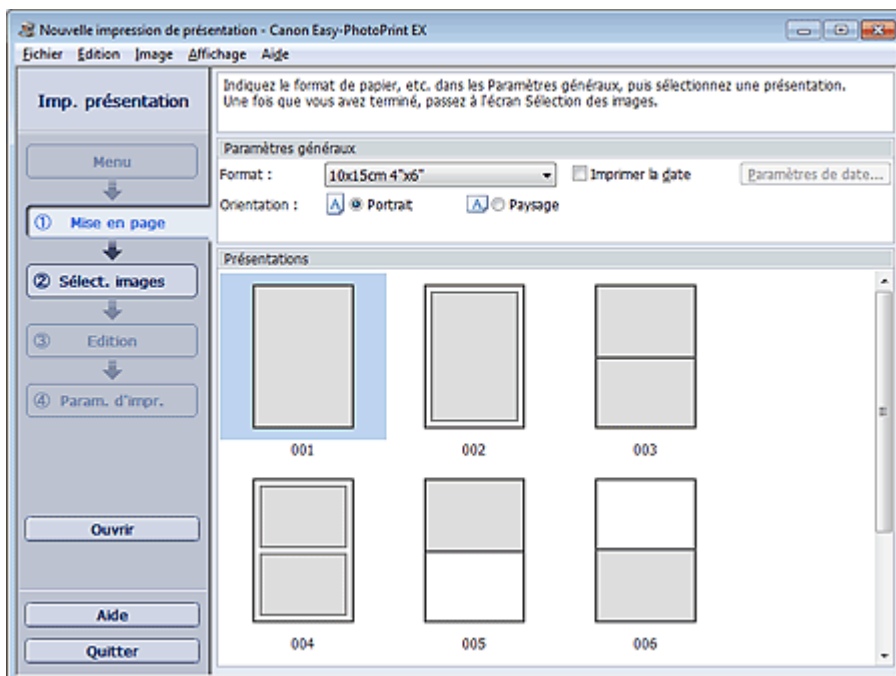 Nouvelle impression de présentation - Canon Easy-PhotoPrint EX
Fichier Edition Image Affichage Aide
Imp. présentation
Indiquez le format de papier, etc. dans les Paramètres généraux, puis sélectionnez une présentation.
Une fois que vous avez terminé, passez à l'écran Sélection des images.
Menu
① Mise en page
② Sélect. images
③ Edition
④ Param. d'impr.
Ouvrir
Aide
Quitter
Paramètres généraux
Format : 10x15cm 4"x6" Imprimer la date Paramètres de date...
Orientation : A Portrait A Paysage
Présentations
001 002 003
004 005 006